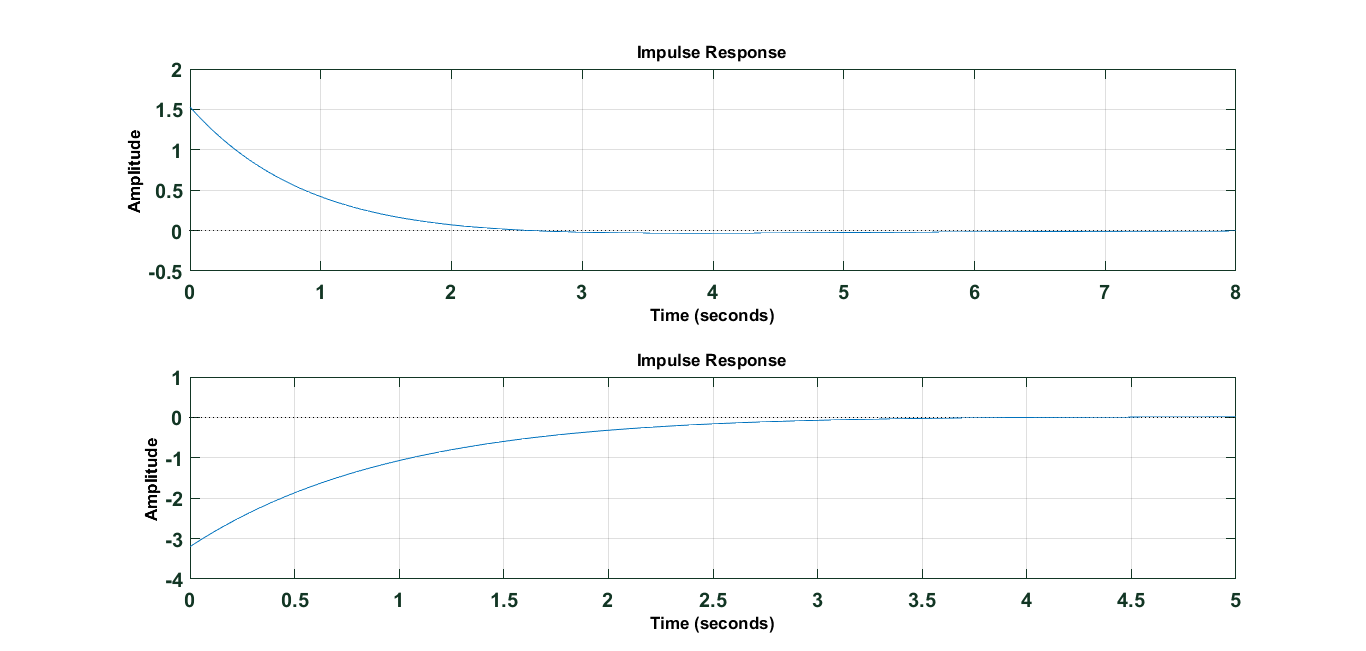 Impulse Response
2
1.5
1
0.5
0
-0.5
Amplitude
0 1 2 3 4 5 6 7 8
Time (seconds)
Impulse Response
1
0
-1
-2
-3
-4
Amplitude
0 0.5 1 1.5 2 2.5 3 3.5 4 4.5 5
Time (seconds)